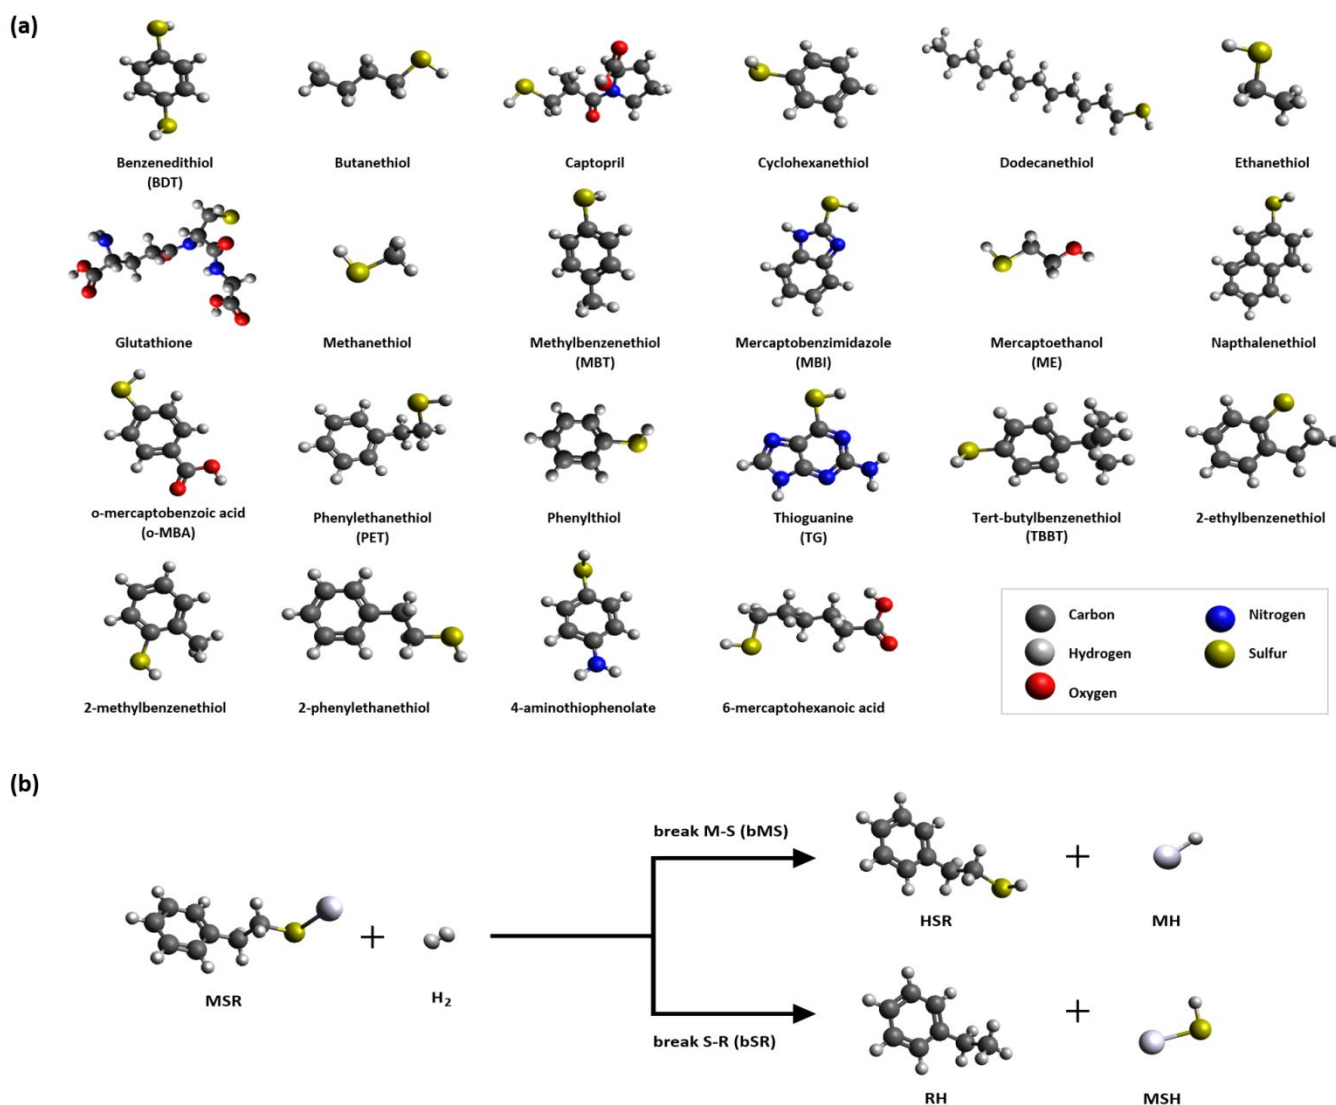 (a)
Benzenedithiol
(BDT)
Butanethiol
Captopril
Cyclohexanethiol
Dodecanethiol
Ethanethiol
Glutathione
Methanethiol
Methylbenzenethiol
(MBT)
Mercaptobenzimidazole
(MBI)
Mercaptoethanol
(ME)
Napthalenethiol
o-mercaptobenzoic acid
(o-MBA)
Phenylethanethiol
(PET)
Phenylthiol
Thioguanine
(TG)
Tert-butylbenzenethiol
(TBBT)
2-ethylbenzenethiol
2-methylbenzenethiol
2-phenylethanethiol
4-aminothiophenolate
6-mercaptohexanoic acid
Carbon
Nitrogen
Hydrogen
Sulfur
Oxygen
(b)
MSR
+
H₂
break M-S (bMS)
HSR
+
MH
break S-R (bSR)
RH
+
MSH